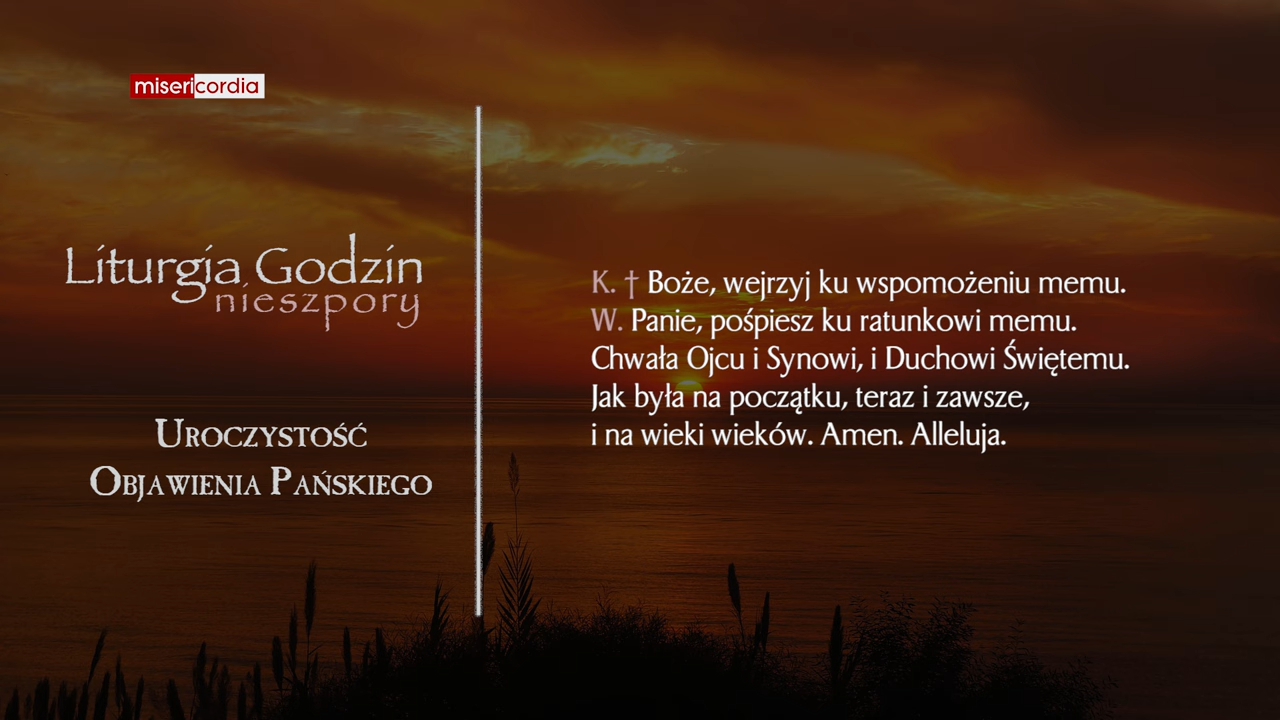 misericordia
Liturgia Godzin
nieszpory
Uroczystość
Objawienia Pańskiego
K. † Boże, wejrzyj ku wspomożeniu memu.
W. Panie, pośpiesz ku ratunkowi memu.
Chwała Ojcu i Synowi, i Duchowi Świętemu.
Jak była na początku, teraz i zawsze,
i na wieki wieków. Amen. Alleluja.